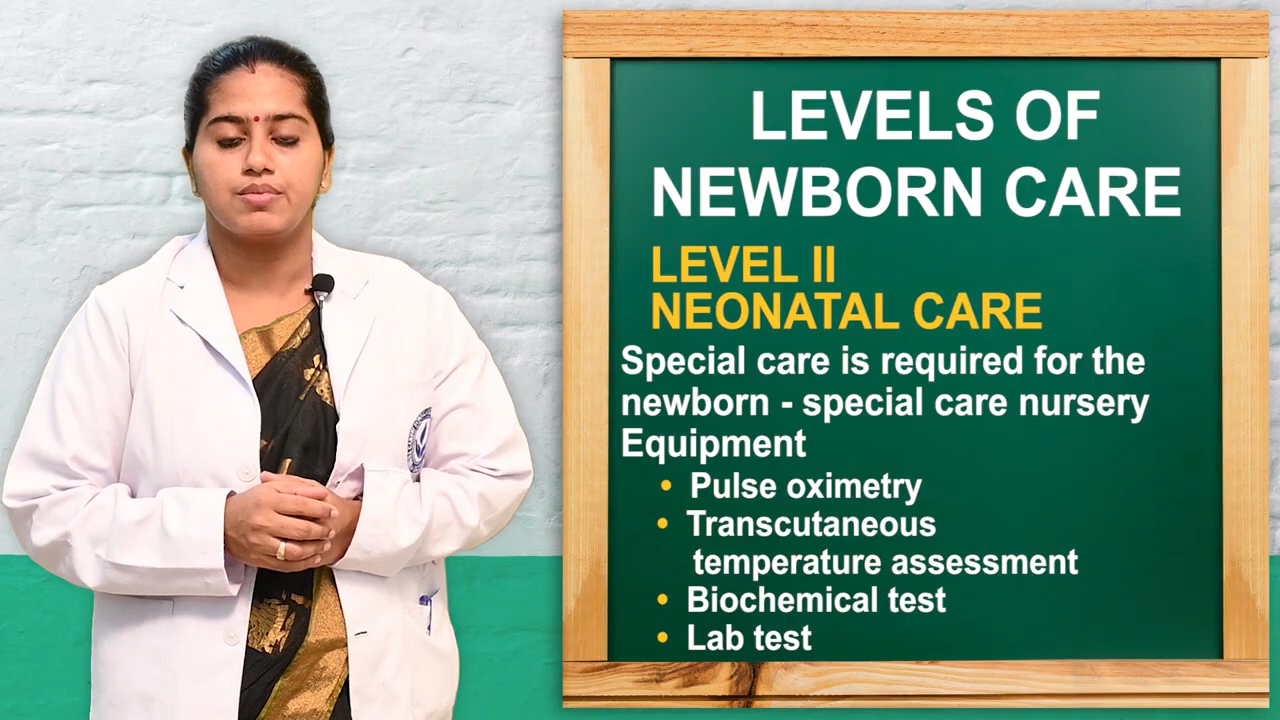 LEVELS OF
NEWBORN CARE
LEVEL II
NEONATAL CARE
Special care is required for the
newborn - special care nursery
Equipment
• Pulse oximetry
• Transcutaneous
temperature assessment
• Biochemical test
• Lab test